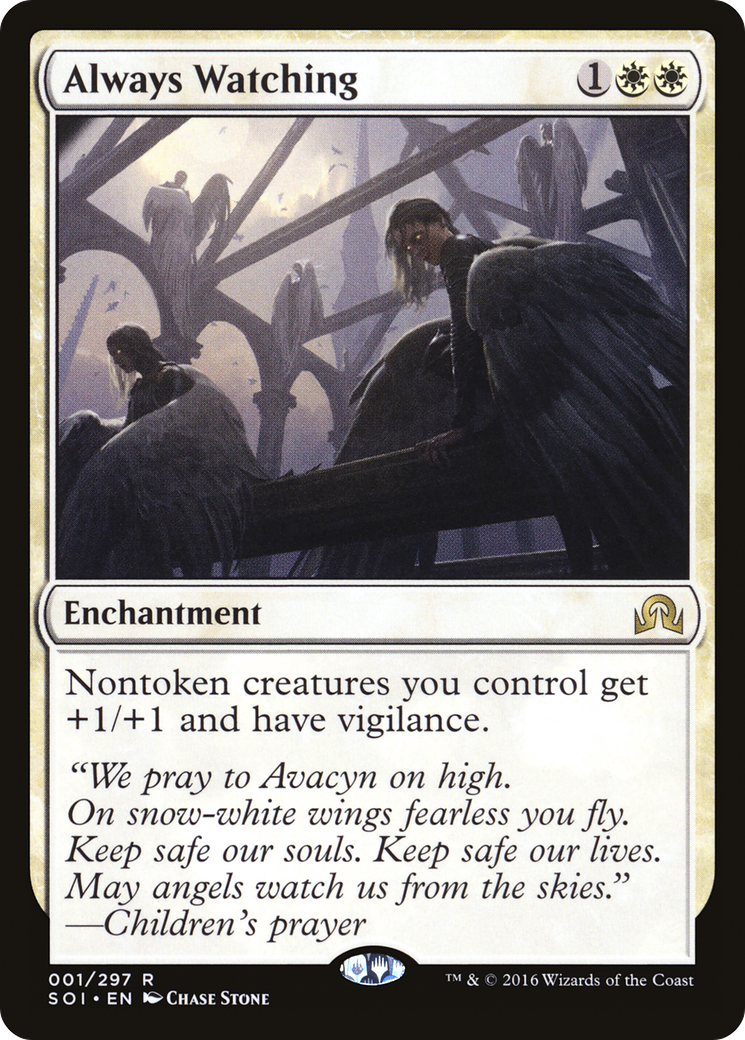 Always Watching 1
Enchantment
Nontoken creatures you control get
+1/+1 and have vigilance.
“We pray to Avacyn on high.
On snow-white wings fearless you fly.
Keep safe our souls. Keep safe our lives.
May angels watch us from the skies.”
—Children’s prayer
001/297 R
SOI • EN Chase Stone
™ & © 2016 Wizards of the Coast